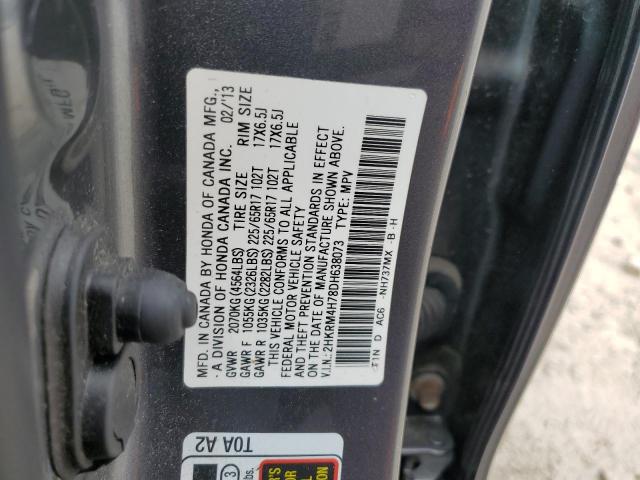 MFD. IN CANADA BY HONDA OF CANADA MFG.,
- A DIVISION OF HONDA CANADA INC. 02/13
GVWR 2070KG(4564LBS) TIRE SIZE RIM SIZE
GAWR F 1055KG(2326LBS) 225/65R17 102T 17X6.5J
GAWR R 1035KG(2282LBS) 225/65R17 102T 17X6.5J
THIS VEHICLE CONFORMS TO ALL APPLICABLE
FEDERAL MOTOR VEHICLE SAFETY
AND THEFT PREVENTION STANDARDS IN EFFECT
ON THE DATE OF MANUFACTURE SHOWN ABOVE.
V.I.N.: 2HKRM4H78DH638073 TYPE: MPV
T1N D AC6 -NH737MX -B -H
T0A A2
3
lbs.